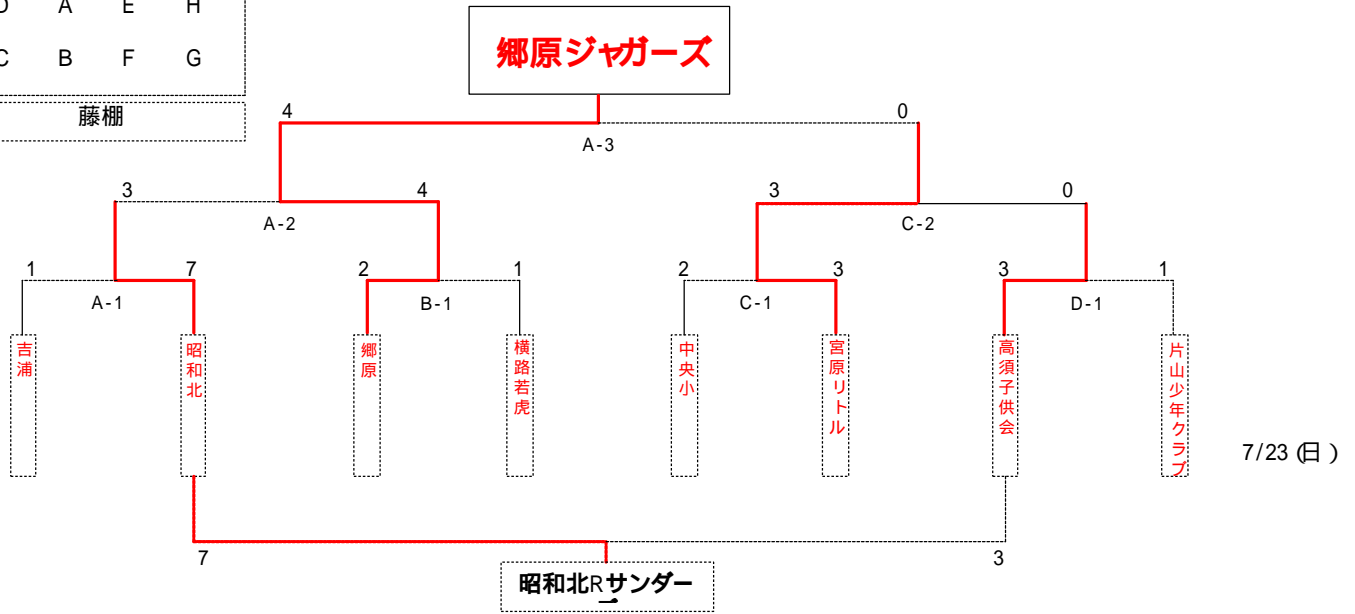 A E H
C B F G
藤棚
郷原ジャガーズ
4 0
A-3
3 4 3 0
A-2 C-2
1 7 2 1 2 3 3 1
A-1 B-1 C-1 D-1
吉浦
昭和北
郷原
横路若虎
中央小
宮原リトル
高須子供会
片山少年クラブ
7/23 (日)
7 3
昭和北Rサンダー